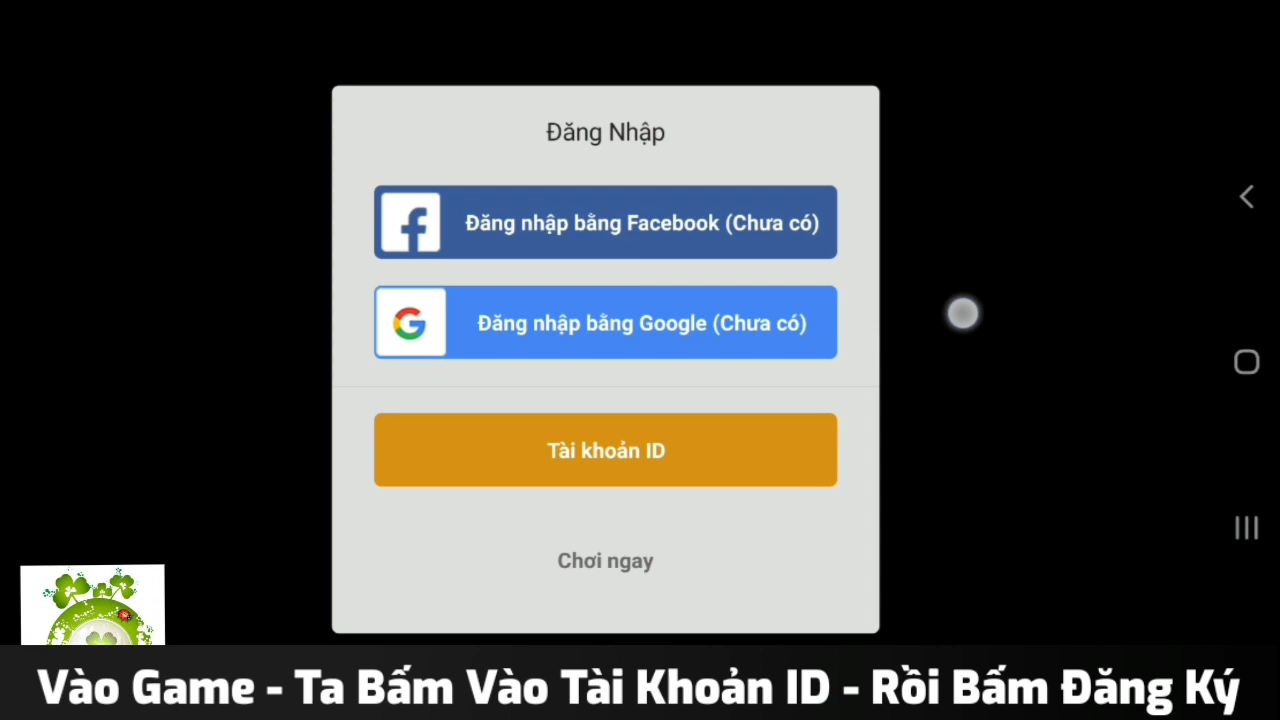 Đăng Nhập
Đăng nhập bằng Facebook (Chưa có)
Đăng nhập bằng Google (Chưa có)
Tài khoản ID
Chơi ngay
Vào Game - Ta Bấm Vào Tài Khoản ID - Rồi Bấm Đăng Ký